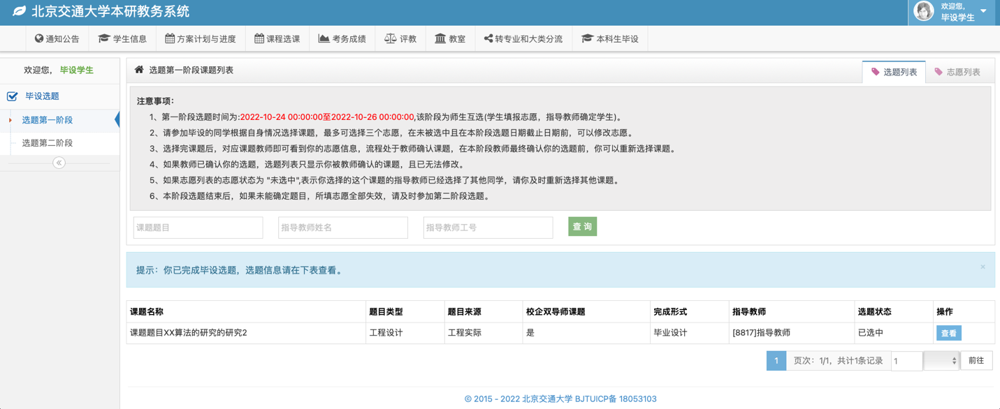 北京交通大学本研教务系统
欢迎您，
毕设学生
通知公告 学生信息 方案计划与进度 课程选课 考务成绩 评教 教室 转专业和大类分流 本科生毕设
欢迎您， 毕设学生
毕设选题
选题第一阶段
选题第二阶段
选题第一阶段课题列表
选题列表 志愿列表
注意事项：
1、第一阶段选题时间为:2022-10-24 00:00:00至2022-10-26 00:00:00,该阶段为师生互选(学生填报志愿，指导教师确定学生)。
2、请参加毕设的同学根据自身情况选择课题，最多可选择三个志愿，在未被选中且在本阶段选题日期截止日期前，可以修改志愿。
3、选择完课题后，对应课题教师即可看到你的志愿信息，流程处于教师确认课题，在本阶段教师最终确认你的选题前，你可以重新选择课题。
4、如果教师已确认你的选题，选题列表只显示你被教师确认的课题，且已无法修改。
5、如果志愿列表的志愿状态为 "未选中",表示你选择的这个课题的指导教师已经选择了其他同学，请你及时重新选择其他课题。
6、本阶段选题结束后，如果未能确定题目，所填志愿全部失效，请及时参加第二阶段选题。
课题题目 指导教师姓名 指导教师工号 查 询
提示：你已完成毕设选题，选题信息请在下表查看。 ×
课题名称 题目类型 题目来源 校企双导师课题 完成形式 指导教师 选题状态 操作
课题题目XX算法的研究的研究2 工程设计 工程实际 是 毕业设计 [8817]指导教师 已选中 查看
1 页次：1/1，共计1条记录 1 前往
© 2015 - 2022 北京交通大学 BJTUICP备 18053103